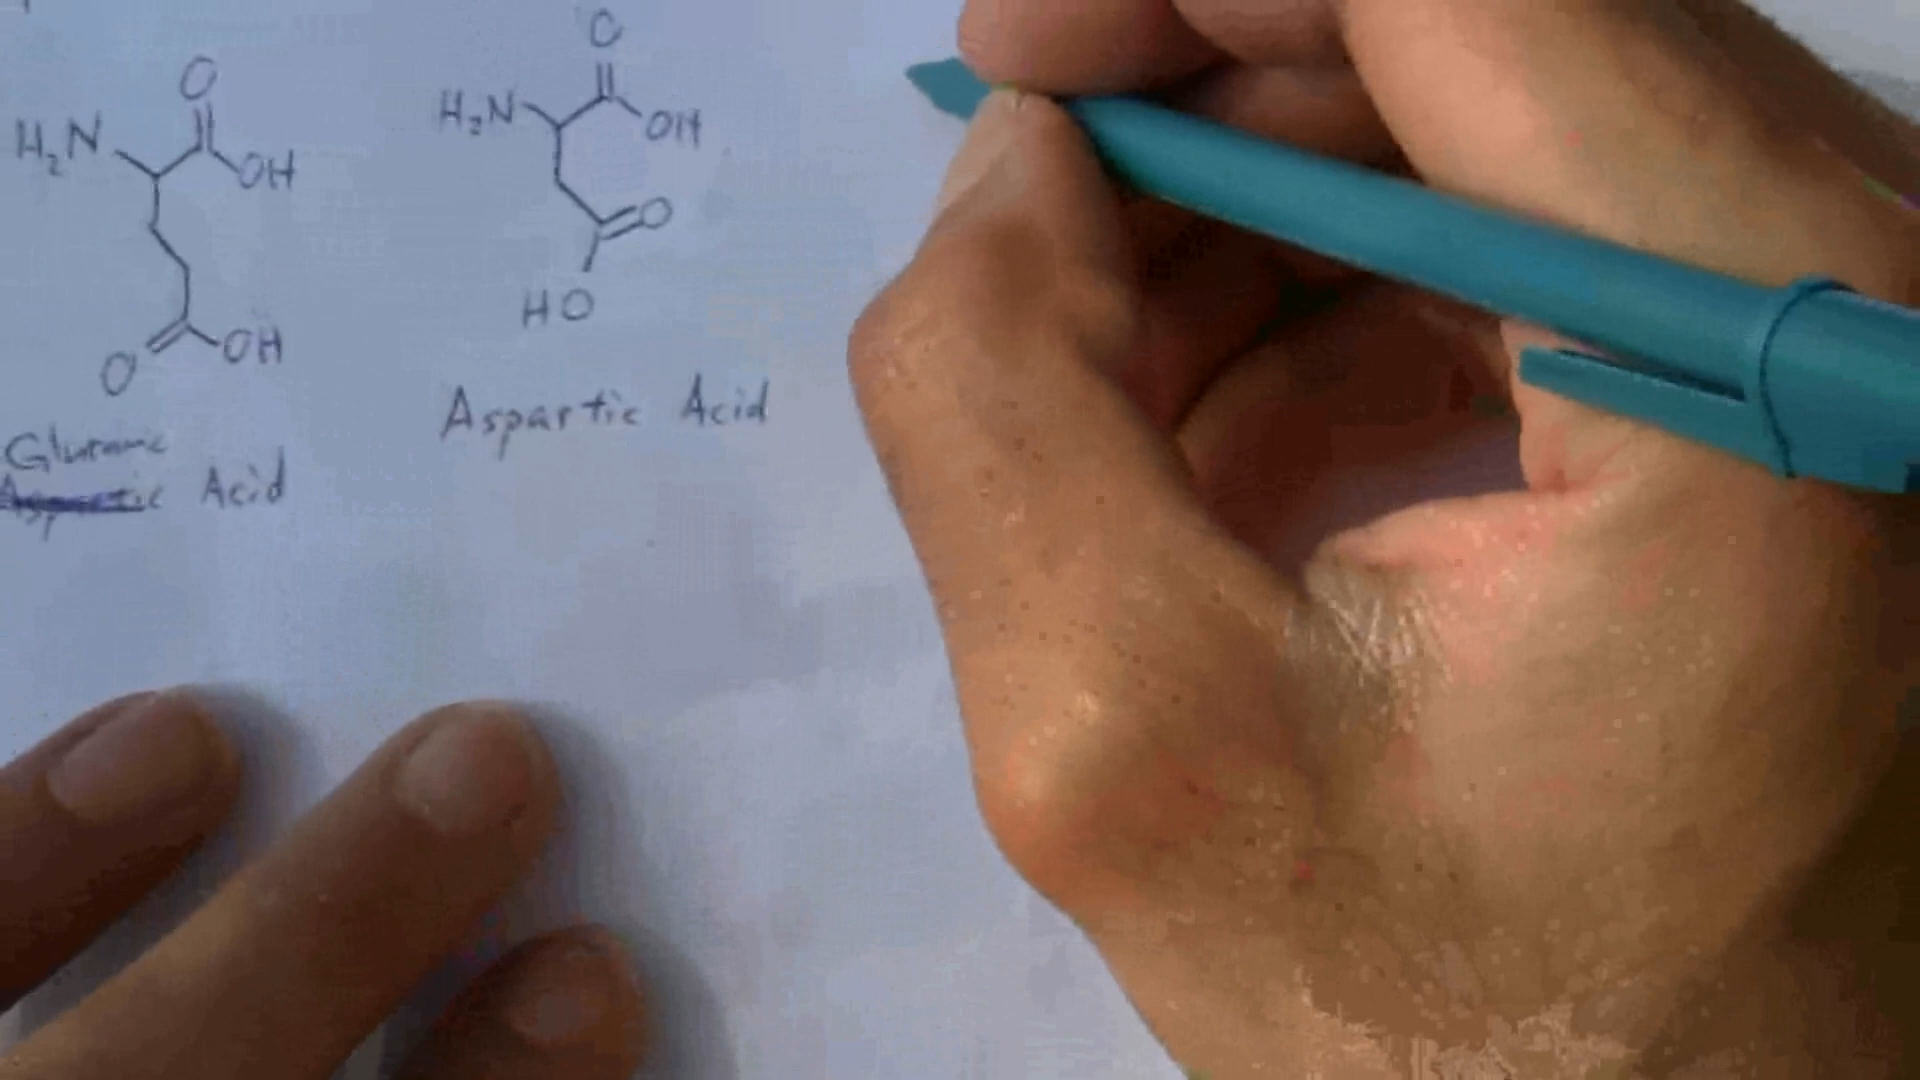 O
H₂N
OH
O
OH
Glutamic
Aspartic Acid
O
H₂N
OH
O
HO
Aspartic Acid